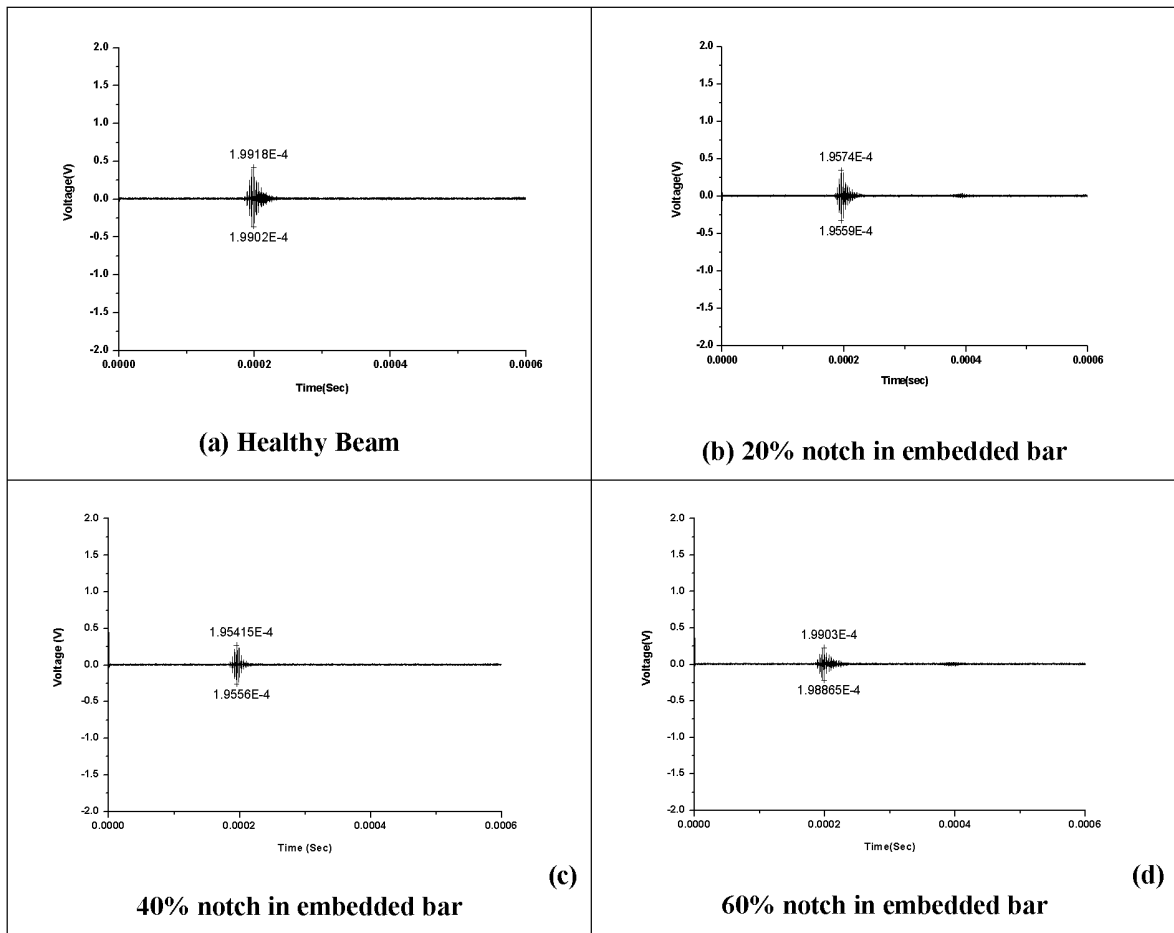 2.0
1.5
1.0
0.5
0.0
-0.5
-1.0
-1.5
-2.0
Voltage(V)
1.9918E-4
1.9902E-4
0.0000 0.0002 0.0004 0.0006
Time(Sec)
(a) Healthy Beam
2.0
1.5
1.0
0.5
0.0
-0.5
-1.0
-1.5
-2.0
Voltage(V)
1.9574E-4
1.9559E-4
0.0000 0.0002 0.0004 0.0006
Time(sec)
(b) 20% notch in embedded bar
2.0
1.5
1.0
0.5
0.0
-0.5
-1.0
-1.5
-2.0
Voltage (V)
1.95415E-4
1.9556E-4
0.0000 0.0002 0.0004 0.0006
Time (Sec)
(c)
40% notch in embedded bar
2.0
1.5
1.0
0.5
0.0
-0.5
-1.0
-1.5
-2.0
Voltage(V)
1.9903E-4
1.98865E-4
0.0000 0.0002 0.0004 0.0006
Time(Sec)
(d)
60% notch in embedded bar